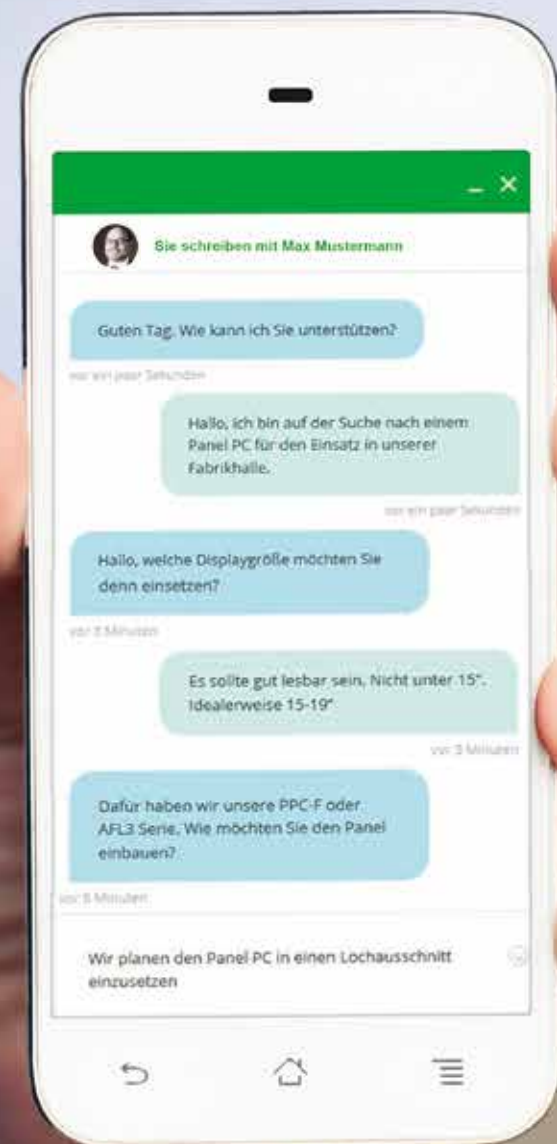 Sie schreiben mit Max Mustermann
Guten Tag. Wie kann ich Sie unterstützen?
vor ein paar Sekunden
Hallo, ich bin auf der Suche nach einem
Panel PC für den Einsatz in unserer
Fabrikhalle.
vor ein paar Sekunden
Hallo, welche Displaygröße möchten Sie
denn einsetzen?
vor 3 Minuten
Es sollte gut lesbar sein. Nicht unter 15".
Idealerweise 15-19"
vor 3 Minuten
Dafür haben wir unsere PPC-F oder
AFL3 Serie. Wie möchten Sie den Panel
einbauen?
vor 6 Minuten
Wir planen den Panel PC in einen Lochausschnitt
einzusetzen